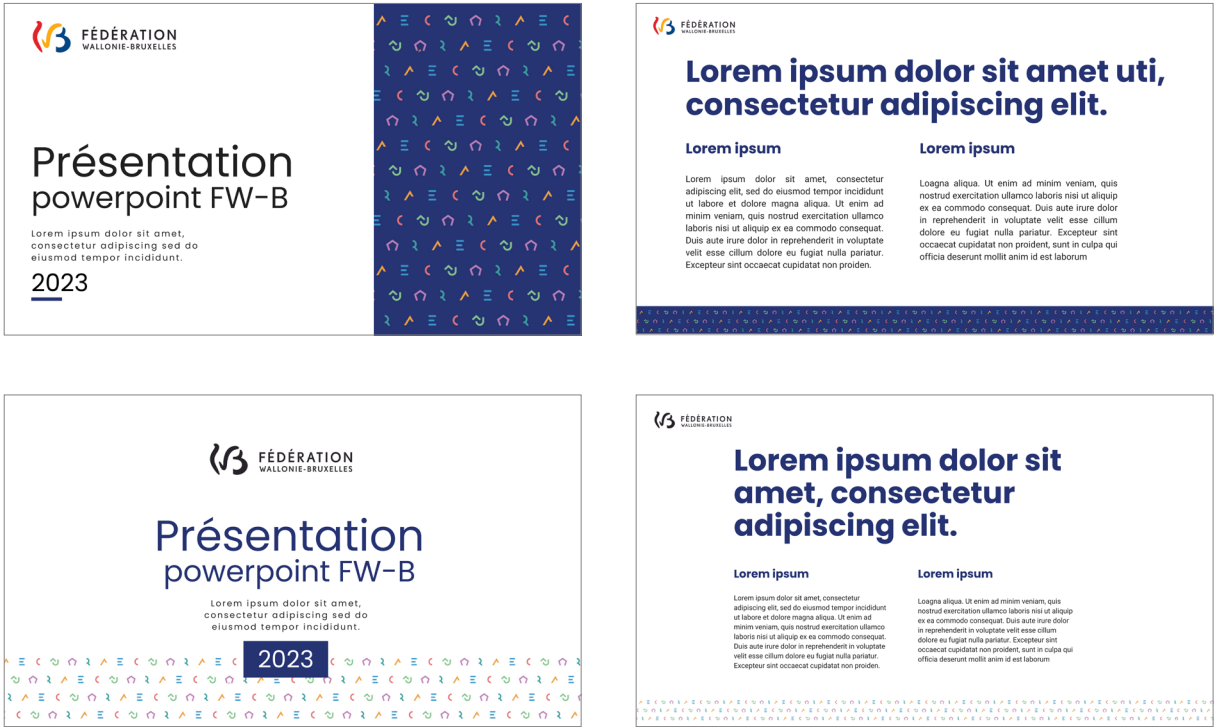 FÉDÉRATION
WALLONIE-BRUXELLES
Présentation
powerpoint FW-B
Lorem ipsum dolor sit amet,
consectetur adipiscing sed do
eiusmod tempor incididunt.
2023
FÉDÉRATION
WALLONIE-BRUXELLES
Lorem ipsum dolor sit amet uti,
consectetur adipiscing elit.
Lorem ipsum
Lorem ipsum dolor sit amet, consectetur
adipiscing elit, sed do eiusmod tempor incididunt
ut labore et dolore magna aliqua. Ut enim ad
minim veniam, quis nostrud exercitation ullamco
laboris nisi ut aliquip ex ea commodo consequat.
Duis aute irure dolor in reprehenderit in voluptate
velit esse cillum dolore eu fugiat nulla pariatur.
Excepteur sint occaecat cupidatat non proiden.
Lorem ipsum
Loagna aliqua. Ut enim ad minim veniam, quis
nostrud exercitation ullamco laboris nisi ut aliquip
ex ea commodo consequat. Duis aute irure dolor
in reprehenderit in voluptate velit esse cillum
dolore eu fugiat nulla pariatur. Excepteur sint
occaecat cupidatat non proident, sunt in culpa qui
officia deserunt mollit anim id est laborum
FÉDÉRATION
WALLONIE-BRUXELLES
Présentation
powerpoint FW-B
Lorem ipsum dolor sit amet,
consectetur adipiscing sed do
eiusmod tempor incididunt.
2023
FÉDÉRATION
WALLONIE-BRUXELLES
Lorem ipsum dolor sit
amet, consectetur
adipiscing elit.
Lorem ipsum
Lorem ipsum dolor sit amet, consectetur
adipiscing elit, sed do eiusmod tempor incididunt
ut labore et dolore magna aliqua. Ut enim ad
minim veniam, quis nostrud exercitation ullamco
laboris nisi ut aliquip ex ea commodo consequat.
Duis aute irure dolor in reprehenderit in voluptate
velit esse cillum dolore eu fugiat nulla pariatur.
Excepteur sint occaecat cupidatat non proiden.
Lorem ipsum
Loagna aliqua. Ut enim ad minim veniam, quis
nostrud exercitation ullamco laboris nisi ut aliquip
ex ea commodo consequat. Duis aute irure dolor
in reprehenderit in voluptate velit esse cillum
dolore eu fugiat nulla pariatur. Excepteur sint
occaecat cupidatat non proident, sunt in culpa qui
officia deserunt mollit anim id est laborum